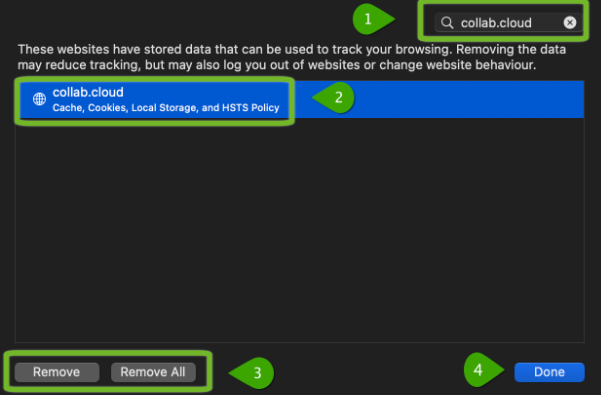 1
collab.cloud
These websites have stored data that can be used to track your browsing. Removing the data
may reduce tracking, but may also log you out of websites or change website behaviour.
collab.cloud
Cache, Cookies, Local Storage, and HSTS Policy
2
Remove
Remove All
3
4
Done